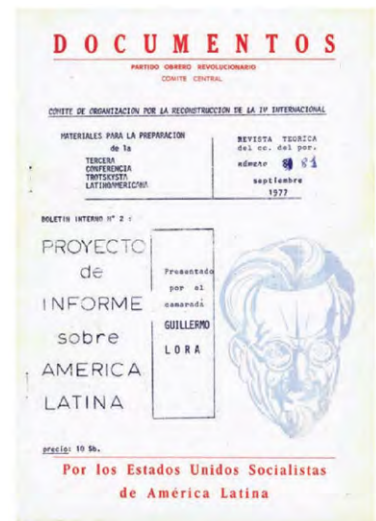 DOCUMENTOS
PARTIDO OBRERO REVOLUCIONARIO
COMITE CENTRAL
COMITE DE ORGANIZACION POR LA RECONSTRUCCION DE LA IVª INTERNACIONAL
MATERIALES PARA LA PREPARACION
de la
TERCERA
CONFERENCIA
TROTSKYSTA
LATINOAMERICANA
REVISTA TEORICA
del cc. del por.
número 81
septiembre
1977
BOLETIN INTERNO Nº 2 :
PROYECTO
de
INFORME
sobre
AMERICA
LATINA
Presentado
por el
camarada
GUILLERMO
LORA
precio: 10 $b.
Por los Estados Unidos Socialistas
de América Latina